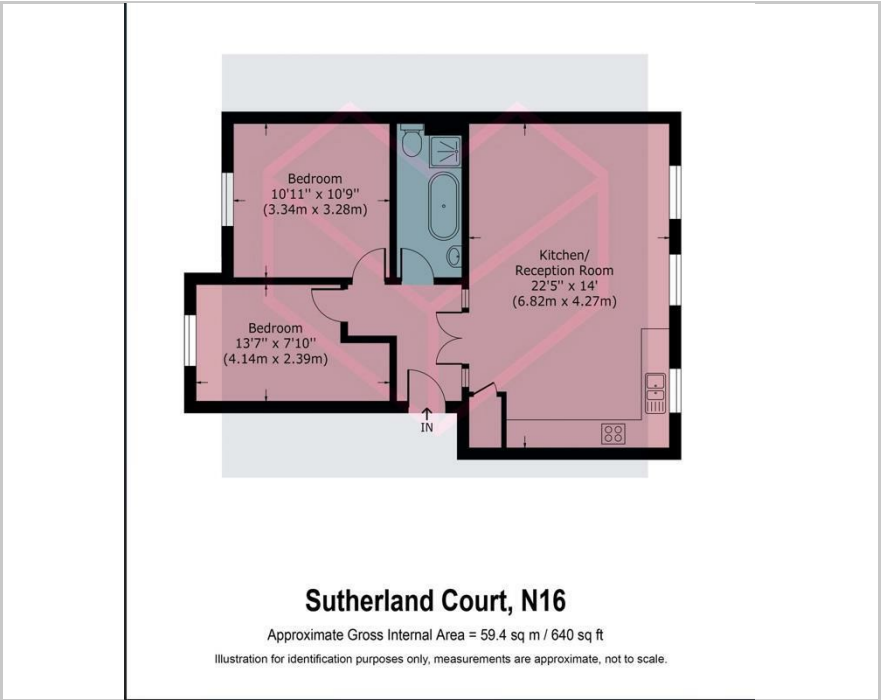 Bedroom
10'11'' x 10'9''
(3.34m x 3.28m)
Kitchen/
Reception Room
22'5'' x 14'
(6.82m x 4.27m)
Bedroom
13'7'' x 7'10''
(4.14m x 2.39m)
IN
Sutherland Court, N16
Approximate Gross Internal Area = 59.4 sq m / 640 sq ft
Illustration for identification purposes only, measurements are approximate, not to scale.